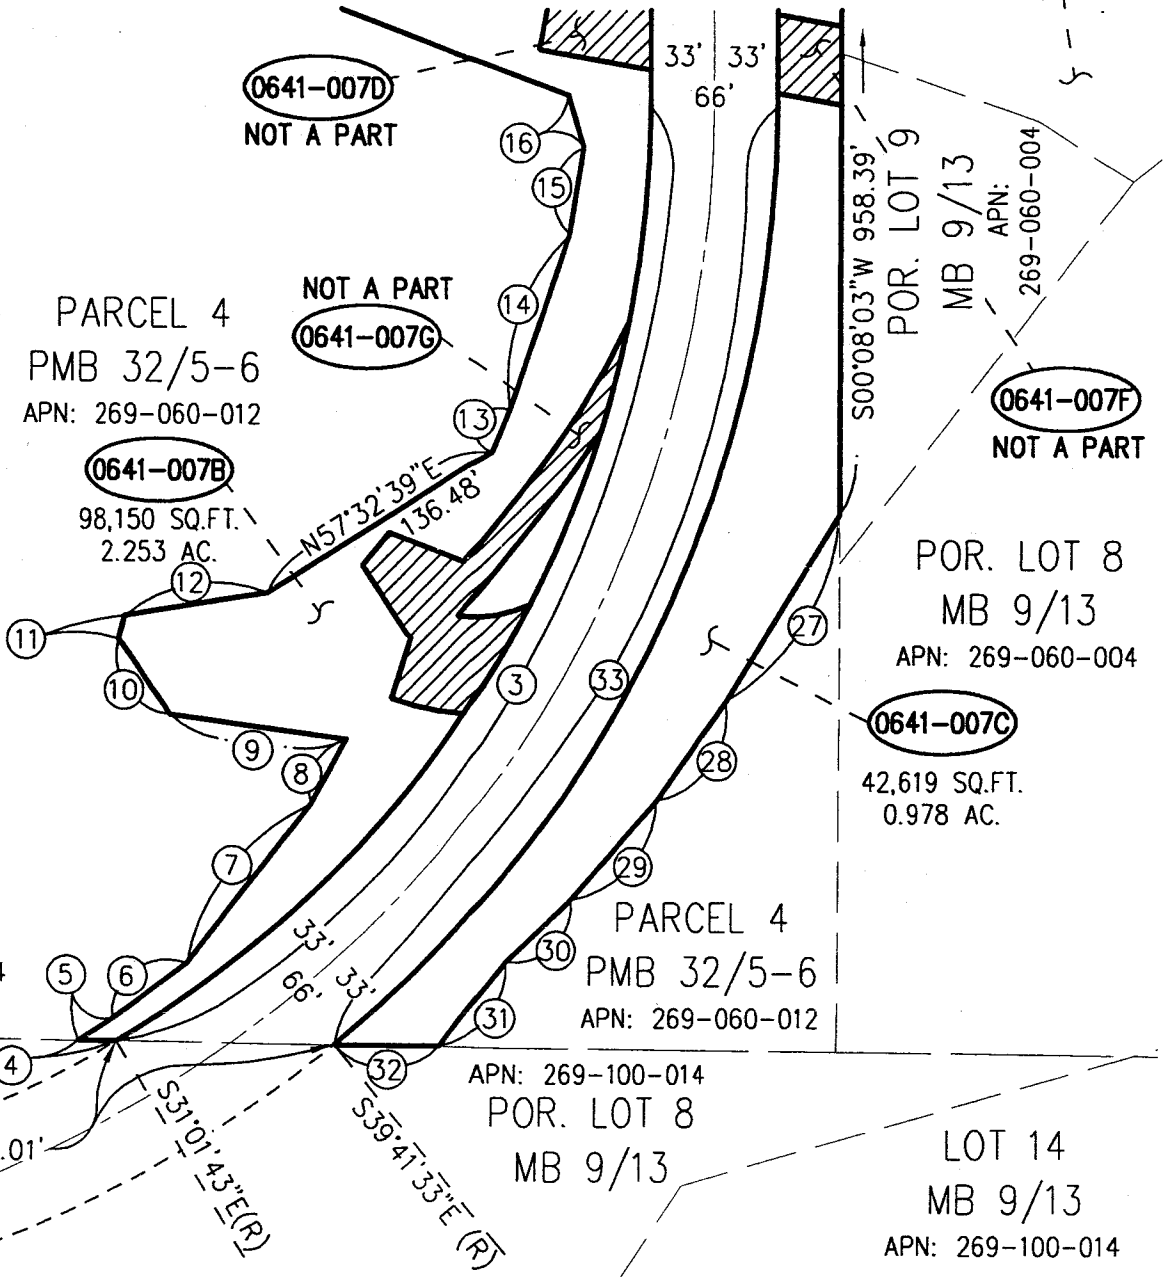 33' 33'
66'
0641-007D
NOT A PART
16
15
S00°08'03"W 958.39'
POR. LOT 9
MB 9/13
APN:
269-060-004
NOT A PART
0641-007G
14
PARCEL 4
PMB 32/5-6
APN: 269-060-012
13
0641-007F
NOT A PART
0641-007B
98,150 SQ.FT.
2.253 AC.
N57°32'39"E
136.48'
12
11
10
9
8
7
3
33
27
POR. LOT 8
MB 9/13
APN: 269-060-004
0641-007C
42,619 SQ.FT.
0.978 AC.
28
29
30
31
32
PARCEL 4
PMB 32/5-6
APN: 269-060-012
33'
66'
33'
5
6
4
.01'
S31°01'43"E(R)
S39°41'33"E (R)
APN: 269-100-014
POR. LOT 8
MB 9/13
LOT 14
MB 9/13
APN: 269-100-014